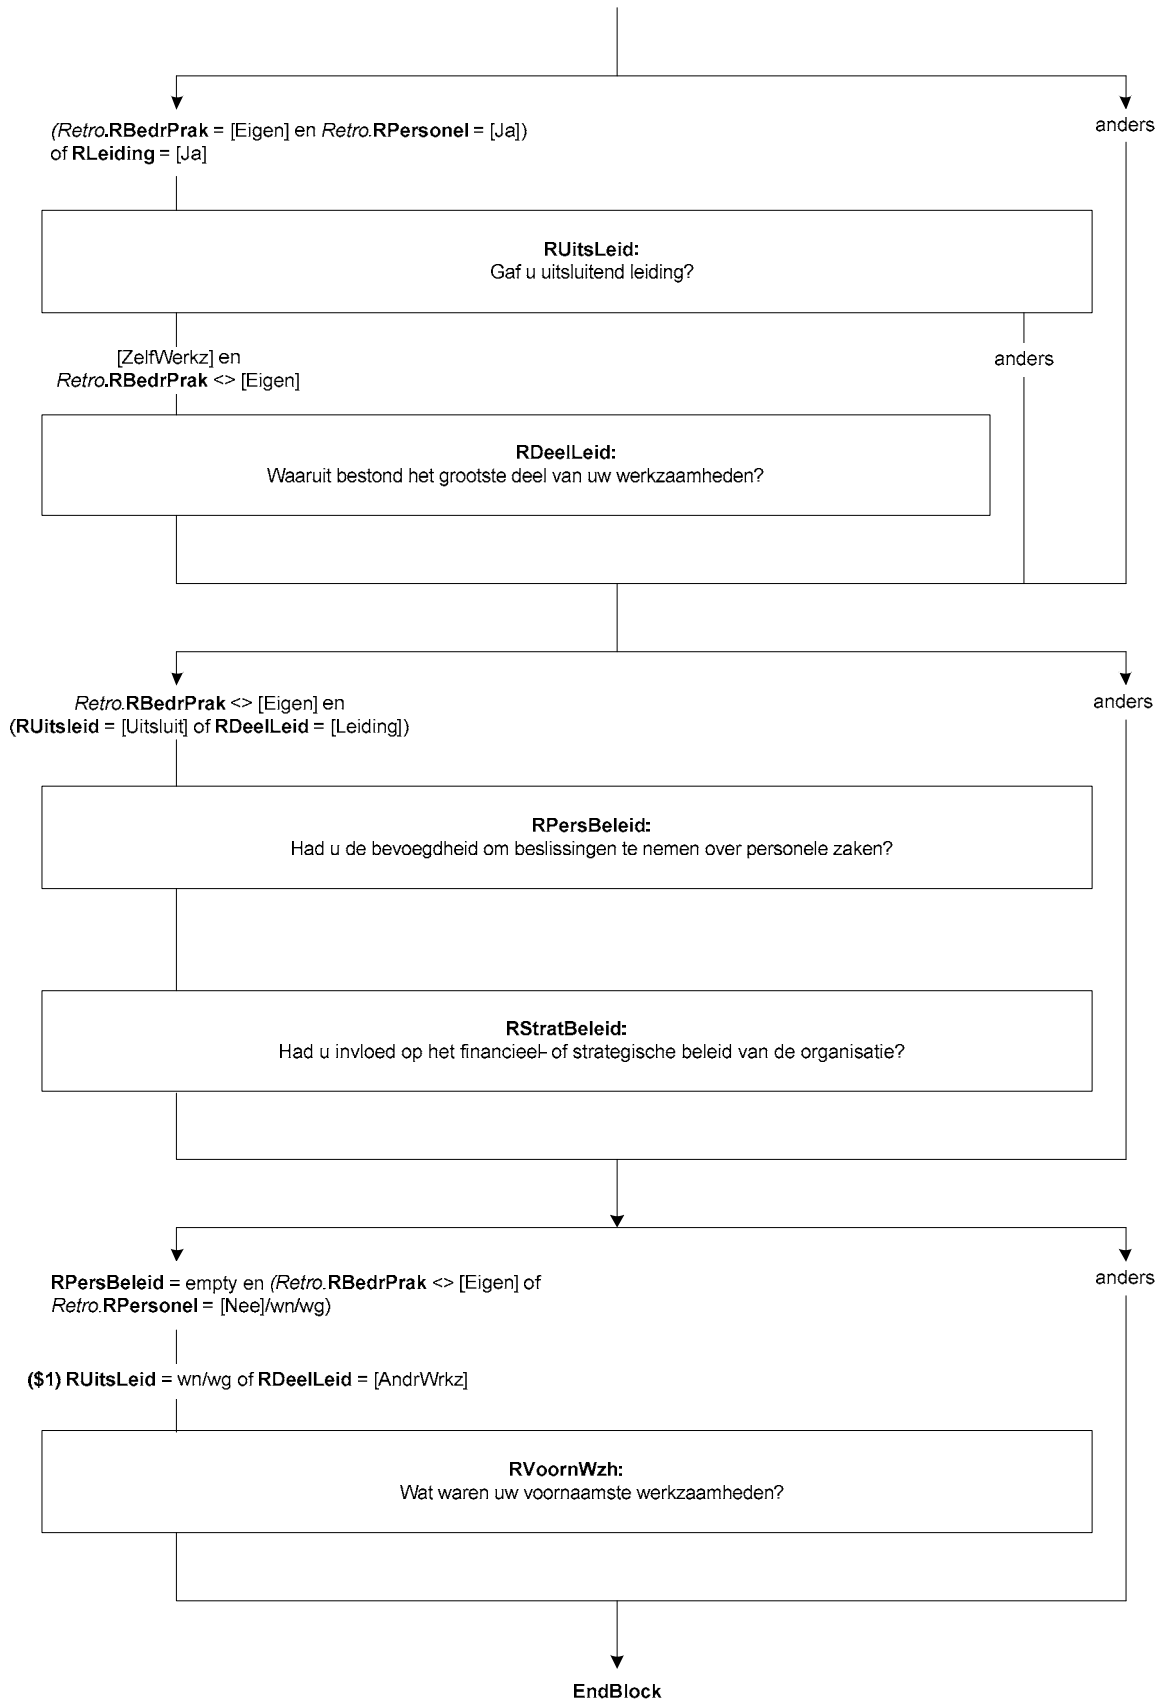 (Retro.RBedrPrak = [Eigen] en Retro.RPersonel = [Ja])
of RLeiding = [Ja]
anders
RUitsLeid:
Gaf u uitsluitend leiding?
[ZelfWerkz] en
Retro.RBedrPrak <> [Eigen]
anders
RDeelLeid:
Waaruit bestond het grootste deel van uw werkzaamheden?
Retro.RBedrPrak <> [Eigen] en
(RUitsleid = [Uitsluit] of RDeelLeid = [Leiding])
anders
RPersBeleid:
Had u de bevoegdheid om beslissingen te nemen over personele zaken?
RStratBeleid:
Had u invloed op het financieel- of strategische beleid van de organisatie?
RPersBeleid = empty en (Retro.RBedrPrak <> [Eigen] of
Retro.RPersonel = [Nee]/wn/wg)
anders
($1) RUitsLeid = wn/wg of RDeelLeid = [AndrWrkz]
RVoornWzh:
Wat waren uw voornaamste werkzaamheden?
EndBlock